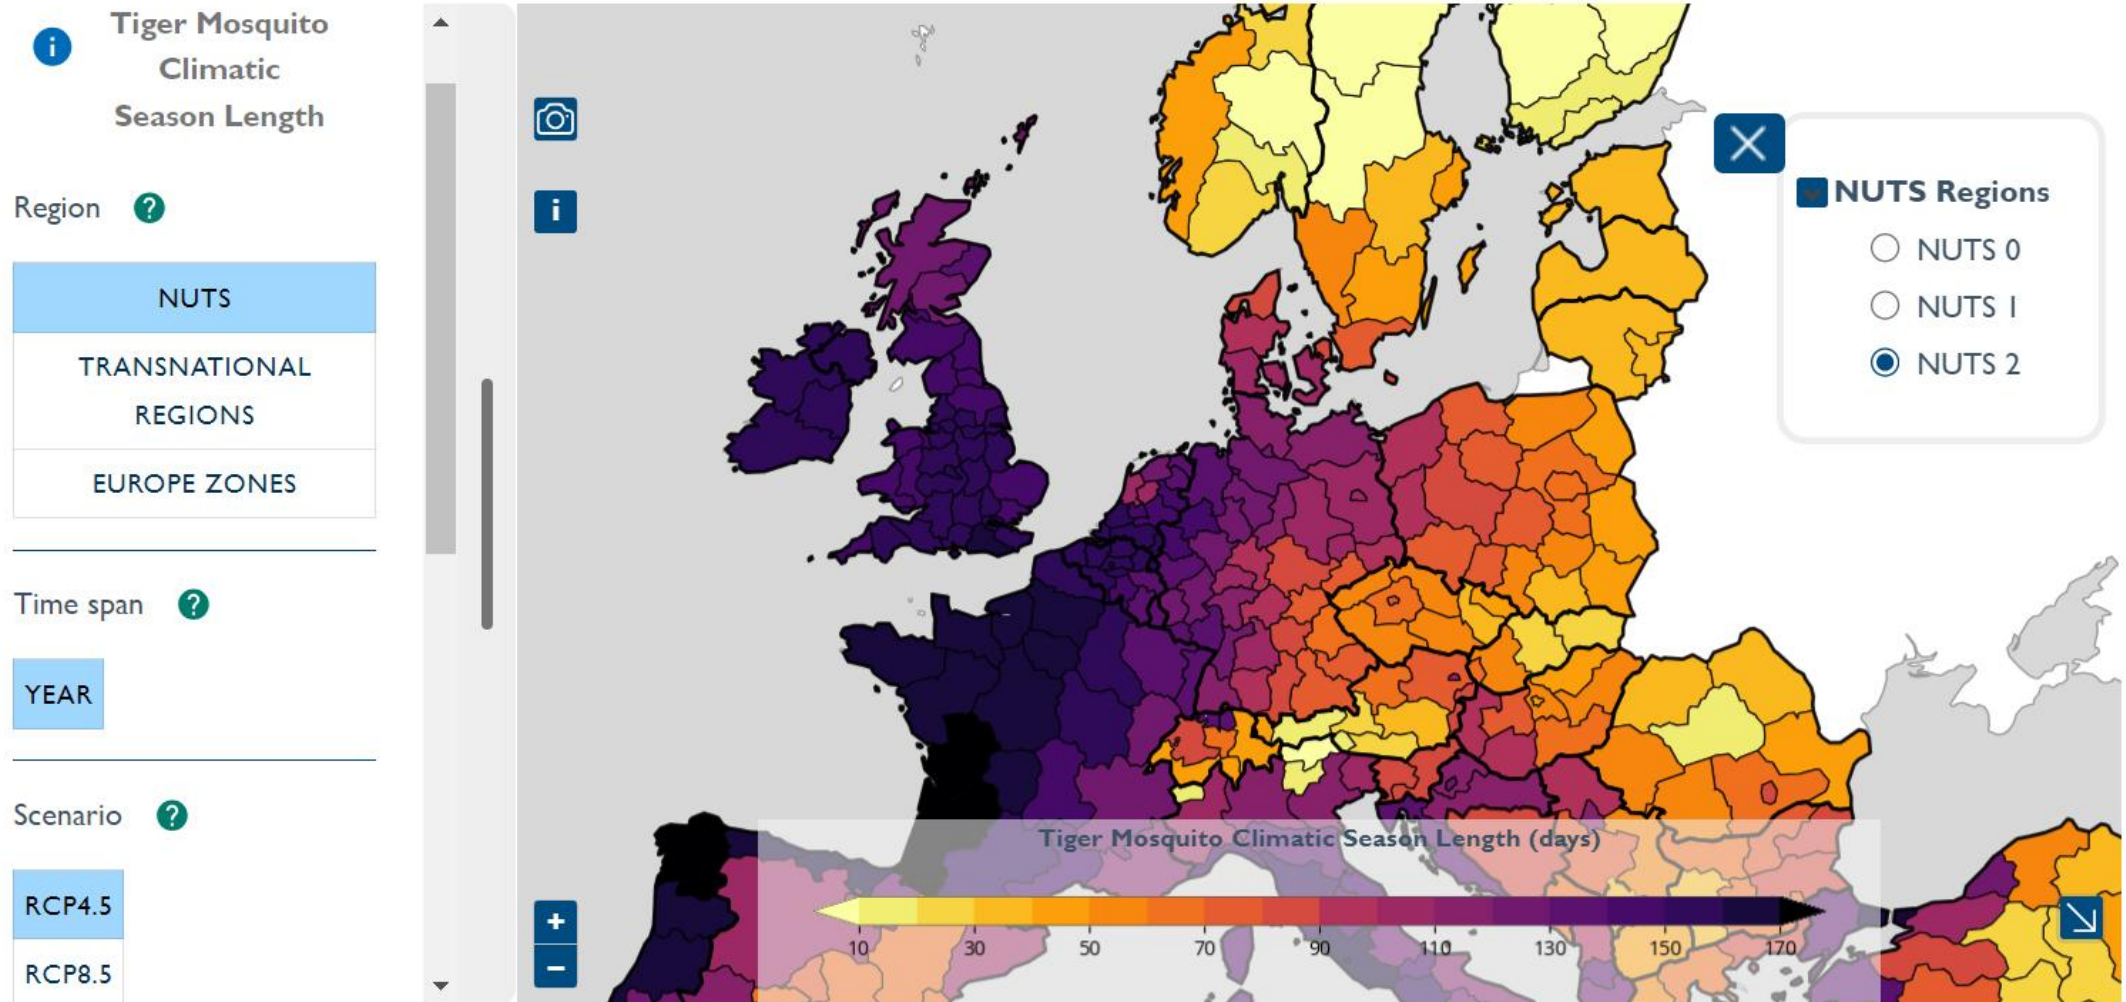 Tiger Mosquito
Climatic
Season Length
Region
NUTS
TRANSNATIONAL
REGIONS
EUROPE ZONES
Time span
YEAR
Scenario
RCP4.5
RCP8.5
NUTS Regions
NUTS 0
NUTS 1
NUTS 2
Tiger Mosquito Climatic Season Length (days)
10 30 50 70 90 110 130 150 170